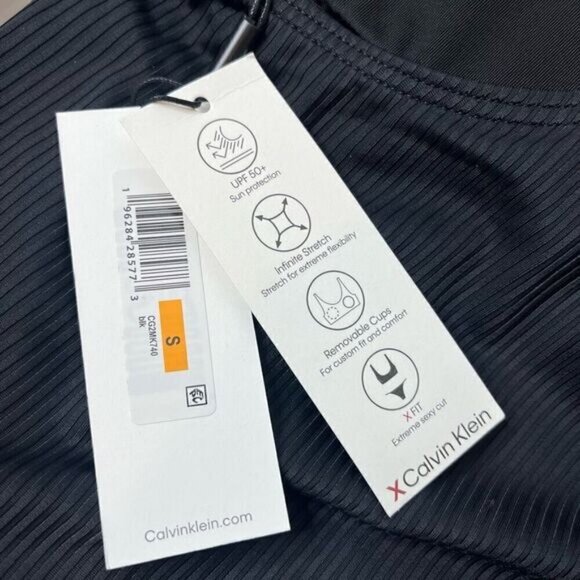 1 96284 28577 3
CG2MK740
blk
S
Calvinklein.com
UPF 50+
Sun protection
Infinite Stretch
Stretch for extreme flexibility
Removable Cups
For custom fit and comfort
X FIT
Extreme sexy cut
XCalvin Klein